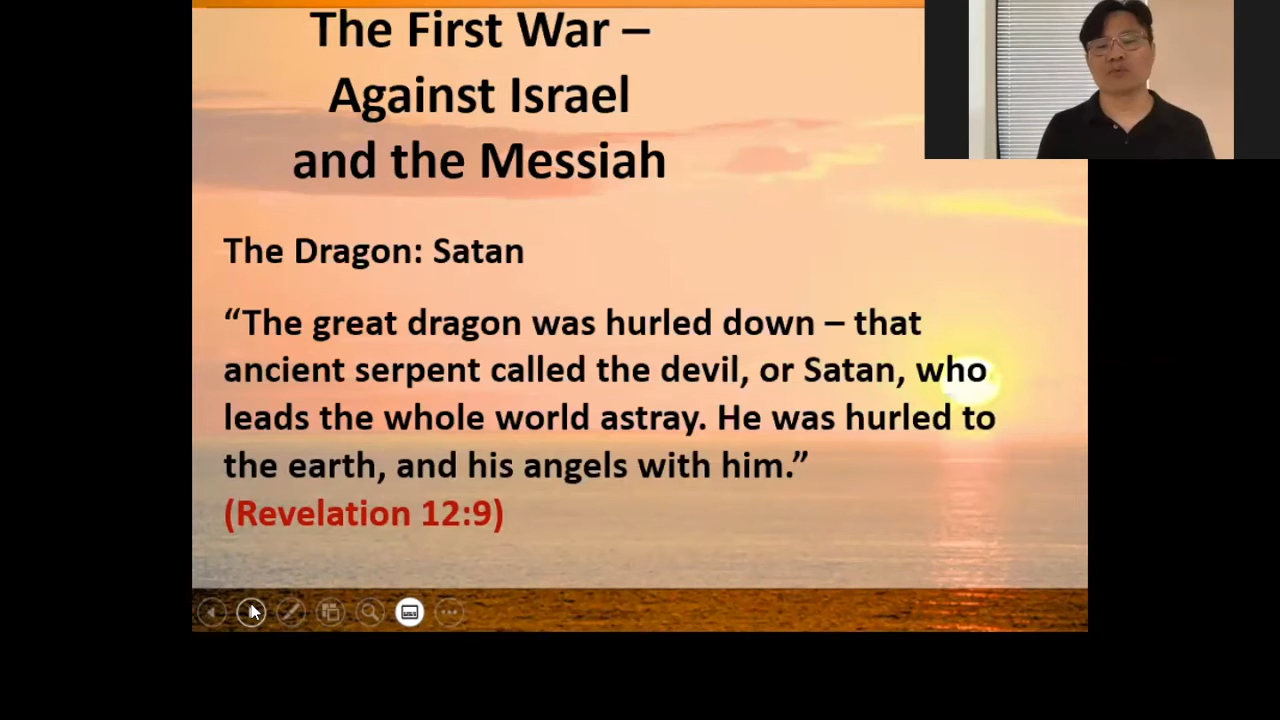 The First War –
Against Israel
and the Messiah
The Dragon: Satan
“The great dragon was hurled down – that
ancient serpent called the devil, or Satan, who
leads the whole world astray. He was hurled to
the earth, and his angels with him.”
(Revelation 12:9)